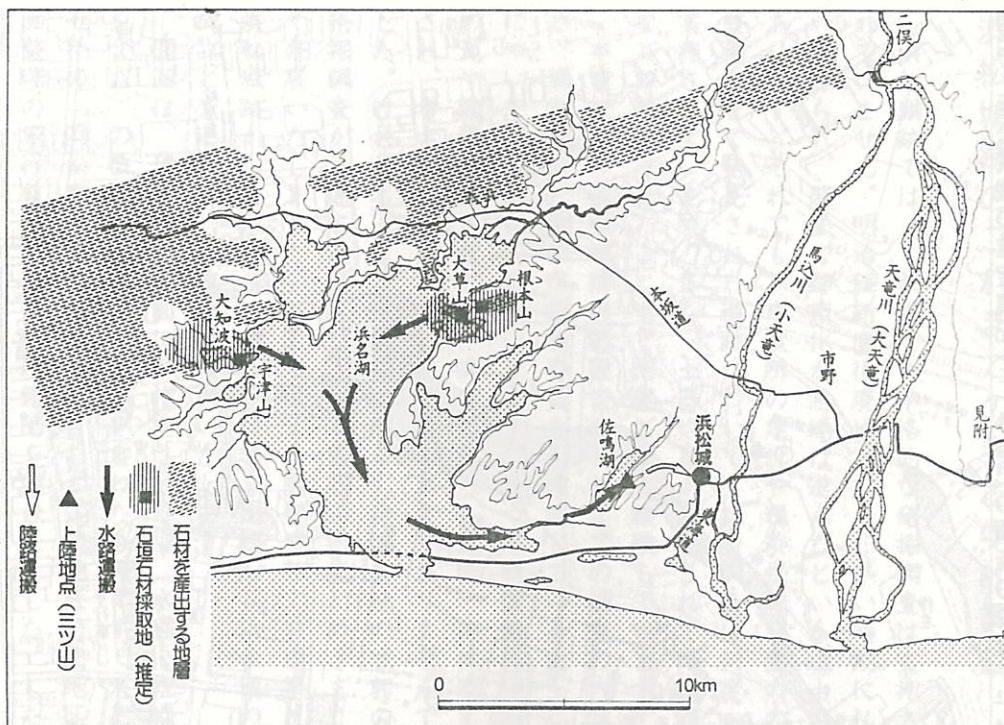 二俣
馬込川(小天竜)
天竜川(大天竜)
本坂道
市野
見附
根本山
大草山
浜名湖
大知波
宇津山
佐鳴湖
浜松城
東海道
石材を産出する地層
石垣石材採取地(推定)
水路運搬
上陸地点(三ツ山)
陸路運搬
0
10km